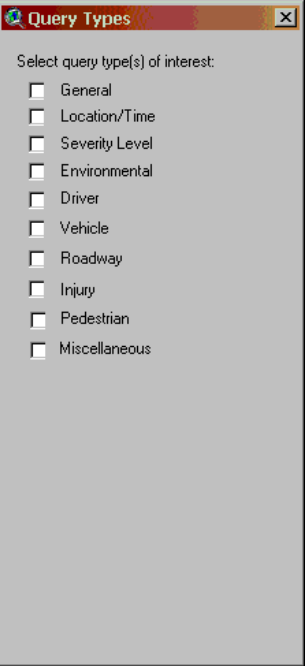 Query Types
Select query type(s) of interest:
General
Location/Time
Severity Level
Environmental
Driver
Vehicle
Roadway
Injury
Pedestrian
Miscellaneous